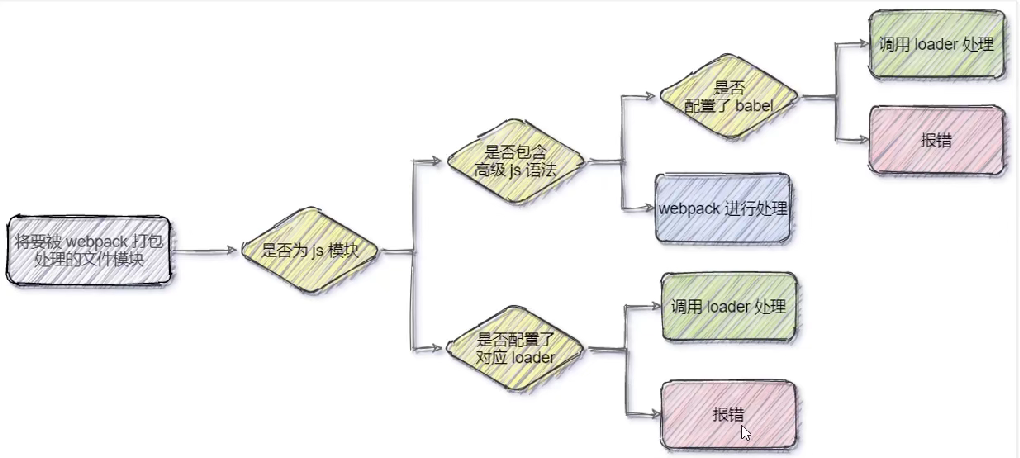 将要被 webpack 打包
处理的文件模块
是否为 js 模块
是否包含
高级 js 语法
是否
配置了 babel
调用 loader 处理
报错
webpack 进行处理
是否配置了
对应 loader
调用 loader 处理
报错